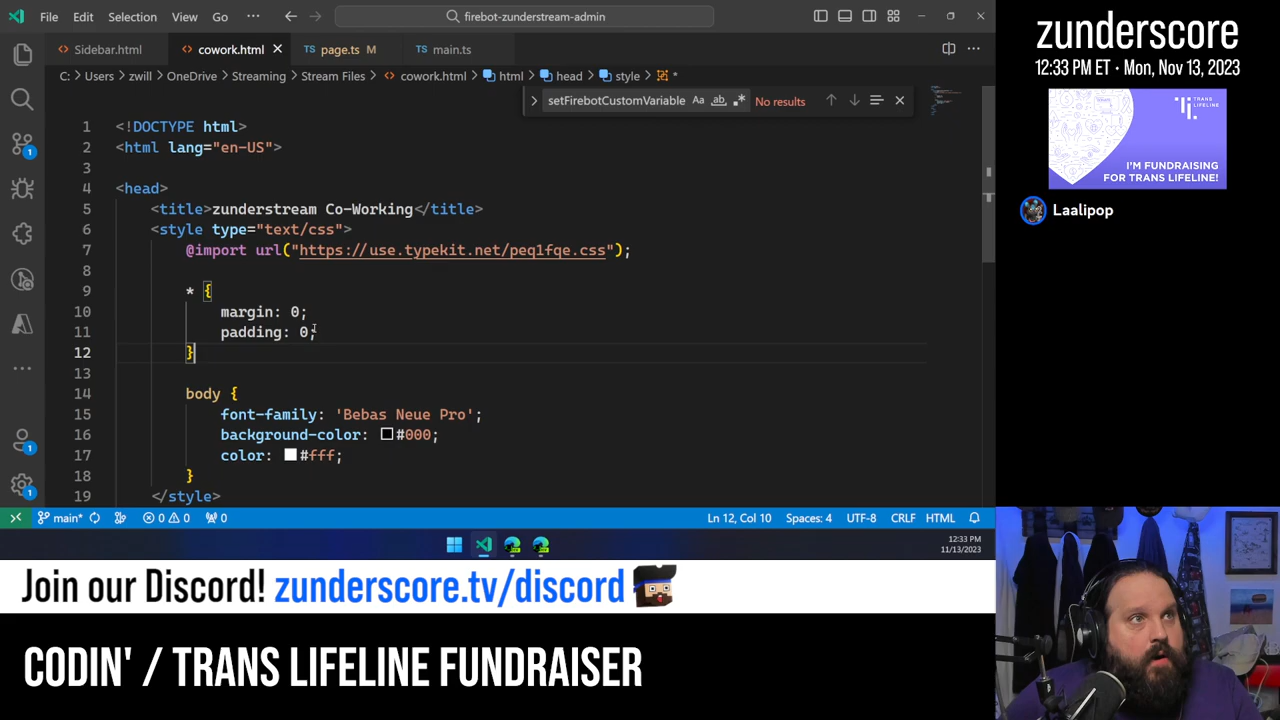 File Edit Selection View Go ··· firebot-zunderstream-admin
Sidebar.html cowork.html page.ts M main.ts
C: > Users > zwill > OneDrive > Streaming > Stream Files > cowork.html > html > head > style > *
setFirebotCustomVariable Aa ab .* No results
1 <!DOCTYPE html>
2 <html lang="en-US">
3
4 <head>
5 <title>zunderstream Co-Working</title>
6 <style type="text/css">
7 @import url("https://use.typekit.net/peq1fqe.css");
8
9 * {
10 margin: 0;
11 padding: 0;
12 }
13
14 body {
15 font-family: 'Bebas Neue Pro';
16 background-color: #000;
17 color: #fff;
18 }
19 </style>
1
1
1
main* 0 0 0 Ln 12, Col 10 Spaces: 4 UTF-8 CRLF HTML
12:33 PM
11/13/2023
Join our Discord! zunderscore.tv/discord
CODIN' / TRANS LIFELINE FUNDRAISER
zunderscore
12:33 PM ET • Mon, Nov 13, 2023
TRANS
LIFELINE
I'M FUNDRAISING
FOR TRANS LIFELINE!
Laalipop